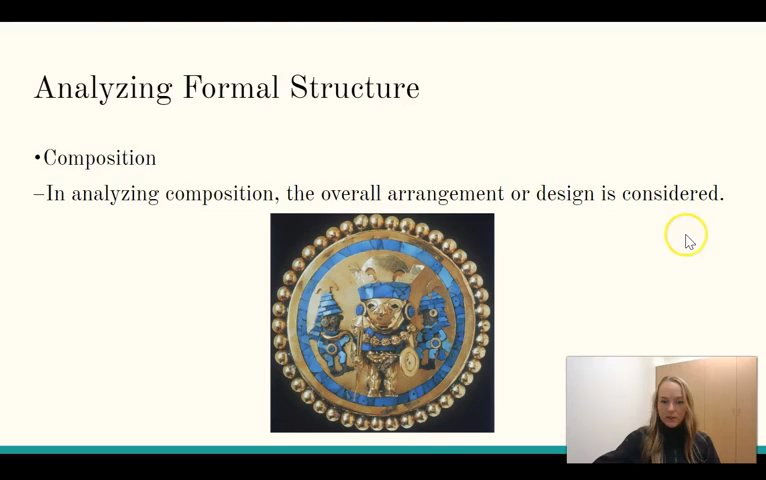 Analyzing Formal Structure
•Composition
–In analyzing composition, the overall arrangement or design is considered.